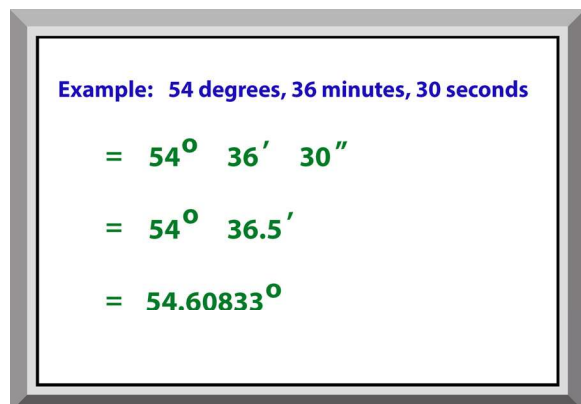 Example: 54 degrees, 36 minutes, 30 seconds
= 54° 36′ 30″
= 54° 36.5′
= 54.60833°